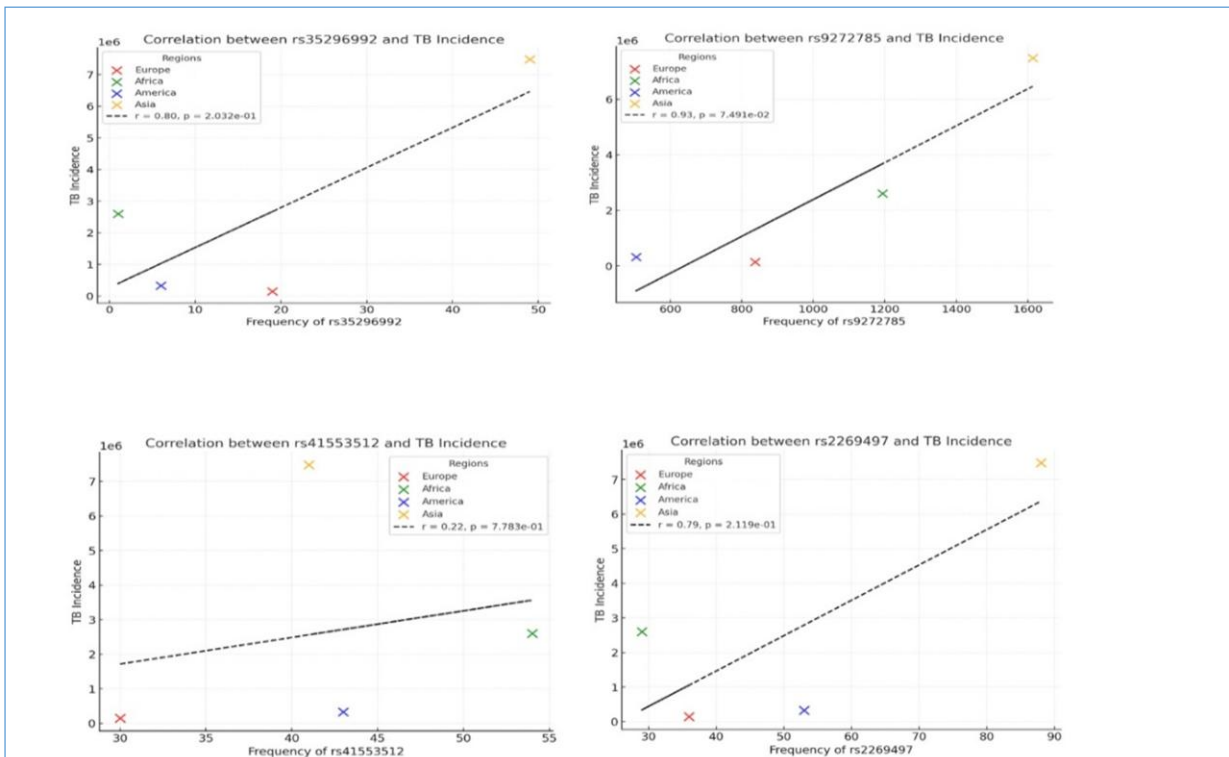 Correlation between rs35296992 and TB Incidence
1e6
Regions
Europe
Africa
America
Asia
r = 0.80, p = 2.032e-01
7
6
5
4
3
2
1
0
TB Incidence
0 10 20 30 40 50
Frequency of rs35296992
Correlation between rs9272785 and TB Incidence
1e6
Regions
Europe
Africa
America
Asia
r = 0.93, p = 7.491e-02
6
4
2
0
TB Incidence
600 800 1000 1200 1400 1600
Frequency of rs9272785
Correlation between rs41553512 and TB Incidence
1e6
Regions
Europe
Africa
America
Asia
r = 0.22, p = 7.783e-01
7
6
5
4
3
2
1
0
TB Incidence
30 35 40 45 50 55
Frequency of rs41553512
Correlation between rs2269497 and TB Incidence
1e6
Regions
Europe
Africa
America
Asia
r = 0.79, p = 2.119e-01
7
6
5
4
3
2
1
0
TB Incidence
30 40 50 60 70 80 90
Frequency of rs2269497